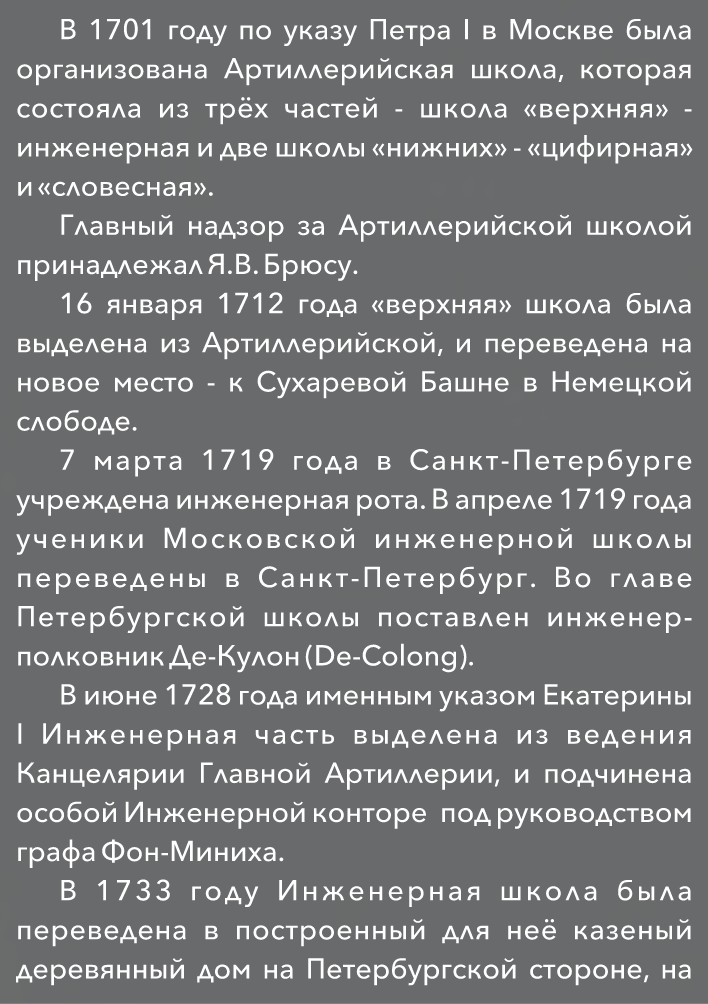 В 1701 году по указу Петра I в Москве была
организована Артиллерийская школа, которая
состояла из трёх частей - школа «верхняя» -
инженерная и две школы «нижних» - «цифирная»
и «словесная».
Главный надзор за Артиллерийской школой
принадлежал Я.В. Брюсу.
16 января 1712 года «верхняя» школа была
выделена из Артиллерийской, и переведена на
новое место - к Сухаревой Башне в Немецкой
слободе.
7 марта 1719 года в Санкт-Петербурге
учреждена инженерная рота. В апреле 1719 года
ученики Московской инженерной школы
переведены в Санкт-Петербург. Во главе
Петербургской школы поставлен инженер-
полковник Де-Кулон (De-Colong).
В июне 1728 года именным указом Екатерины
I Инженерная часть выделена из ведения
Канцелярии Главной Артиллерии, и подчинена
особой Инженерной конторе под руководством
графа Фон-Миниха.
В 1733 году Инженерная школа была
переведена в построенный для неё казеный
деревянный дом на Петербургской стороне, на